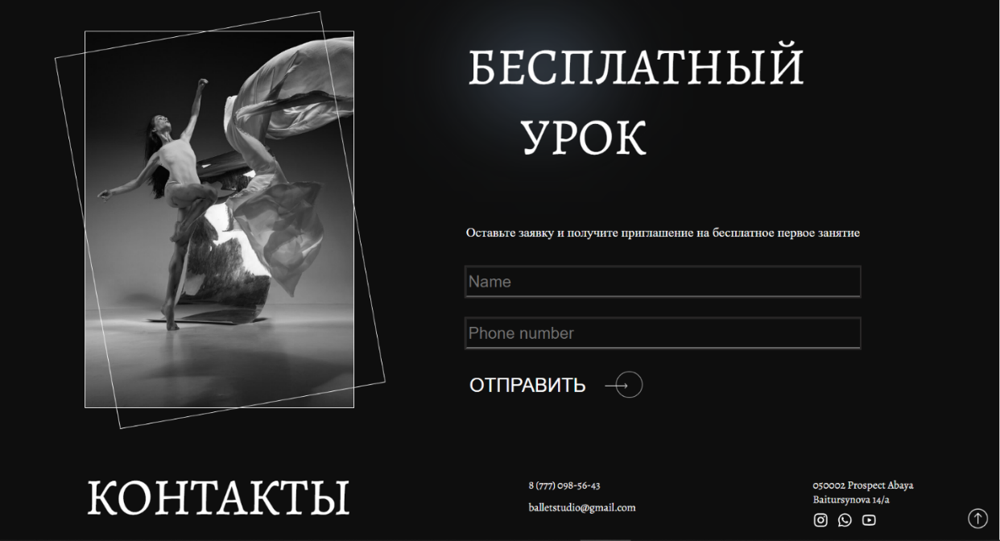 БЕСПЛАТНЫЙ
УРОК
Оставьте заявку и получите приглашение на бесплатное первое занятие
Name
Phone number
ОТПРАВИТЬ
КОНТАКТЫ
8 (777) 098-56-43
balletstudio@gmail.com
050002 Prospect Abaya
Baitursynova 14/a